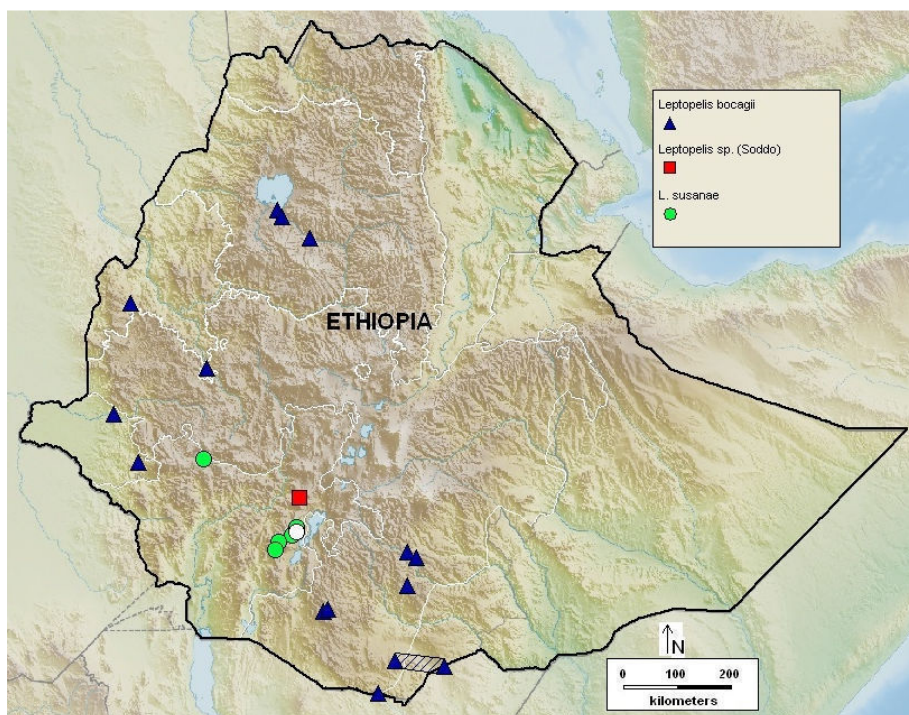 Leptopelis bocagii
Leptopelis sp. (Soddo)
L. susanae
ETHIOPIA
N
0 100 200
kilometers